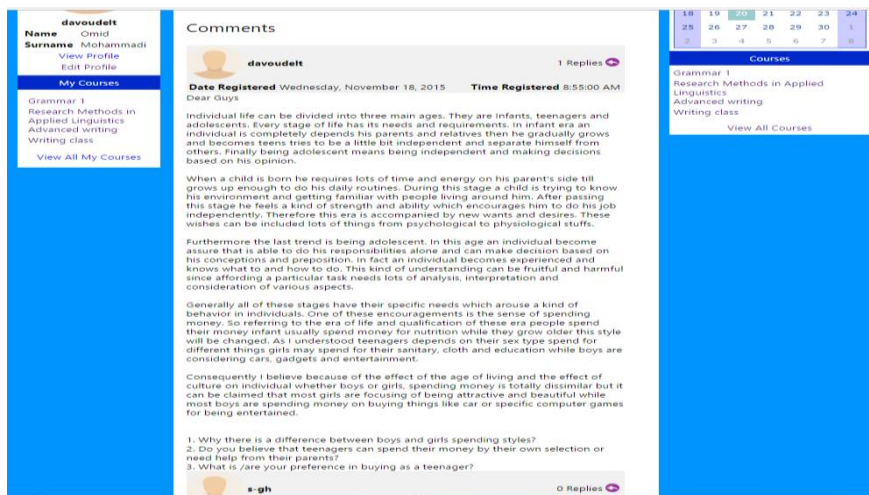 davoudelt
Name Omid
Surname Mohammadi
View Profile
Edit Profile
My Courses
Grammar 1
Research Methods in
Applied Linguistics
Advanced writing
Writing class
View All My Courses
Comments
davoudelt 1 Replies
Date Registered Wednesday, November 18, 2015 Time Registered 8:55:00 AM
Dear Guys
Individual life can be divided into three main ages. They are Infants, teenagers and
adolescents. Every stage of life has its needs and requirements. In infant era an
individual is completely depends his parents and relatives then he gradually grows
and becomes teens tries to be a little bit independent and separate himself from
others. Finally being adolescent means being independent and making decisions
based on his opinion.
When a child is born he requires lots of time and energy on his parent's side till
grows up enough to do his daily routines. During this stage a child is trying to know
his environment and getting familiar with people living around him. After passing
this stage he feels a kind of strength and ability which encourages him to do his job
independently. Therefore this era is accompanied by new wants and desires. These
wishes can be included lots of things from psychological to physiological stuffs.
Furthermore the last trend is being adolescent. In this age an individual become
assure that is able to do his responsibilities alone and can make decision based on
his conceptions and preposition. In fact an individual becomes experienced and
knows what to and how to do. This kind of understanding can be fruitful and harmful
since affording a particular task needs lots of analysis, interpretation and
consideration of various aspects.
Generally all of these stages have their specific needs which arouse a kind of
behavior in individuals. One of these encouragements is the sense of spending
money. So referring to the era of life and qualification of these era people spend
their money infant usually spend money for nutrition while they grow older this style
will be changed. As I understood teenagers depends on their sex type spend for
different things girls may spend for their sanitary, cloth and education while boys are
considering cars, gadgets and entertainment.
Consequently I believe because of the effect of the age of living and the effect of
culture on individual whether boys or girls, spending money is totally dissimilar but it
can be claimed that most girls are focusing of being attractive and beautiful while
most boys are spending money on buying things like car or specific computer games
for being entertained.
1. Why there is a difference between boys and girls spending styles?
2. Do you believe that teenagers can spend their money by their own selection or
need help from their parents?
3. What is /are your preference in buying as a teenager?
s-gh 0 Replies
18 19 20 21 22 23 24
25 26 27 28 29 30 1
2 3 4 5 6 7 8
Courses
Grammar 1
Research Methods in Applied
Linguistics
Advanced writing
Writing class
View All Courses